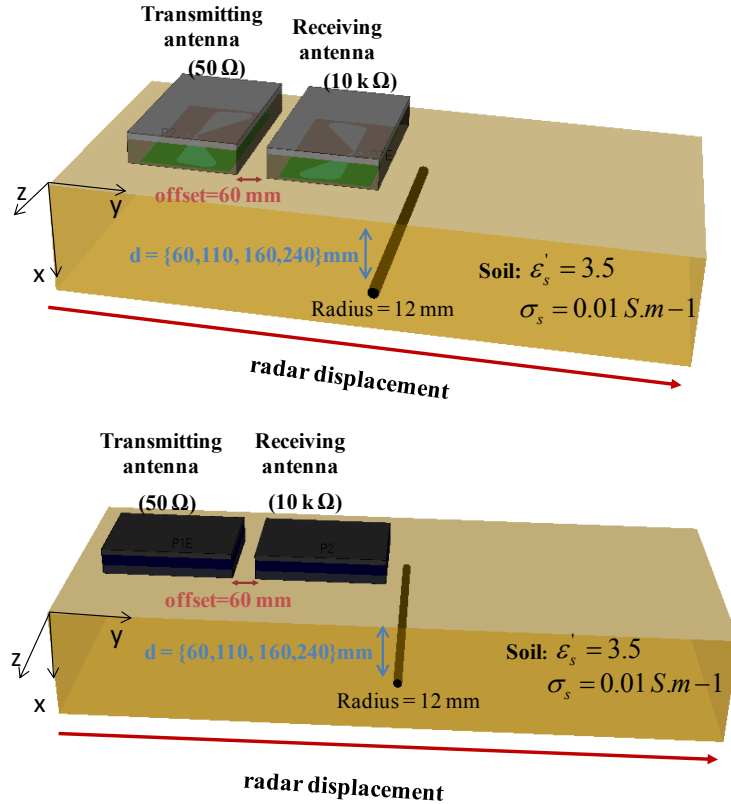 Transmitting
antenna
(50 Ω)
Receiving
antenna
(10 k Ω)
P2
z
y
x
offset=60 mm
d = {60,110, 160,240}mm
Radius = 12 mm
Soil: ε's = 3.5
σs = 0.01 S.m−1
radar displacement
Transmitting
antenna
(50 Ω)
Receiving
antenna
(10 k Ω)
P1E
P2
z
y
x
offset=60 mm
d = {60,110, 160,240}mm
Radius = 12 mm
Soil: ε's = 3.5
σs = 0.01 S.m−1
radar displacement